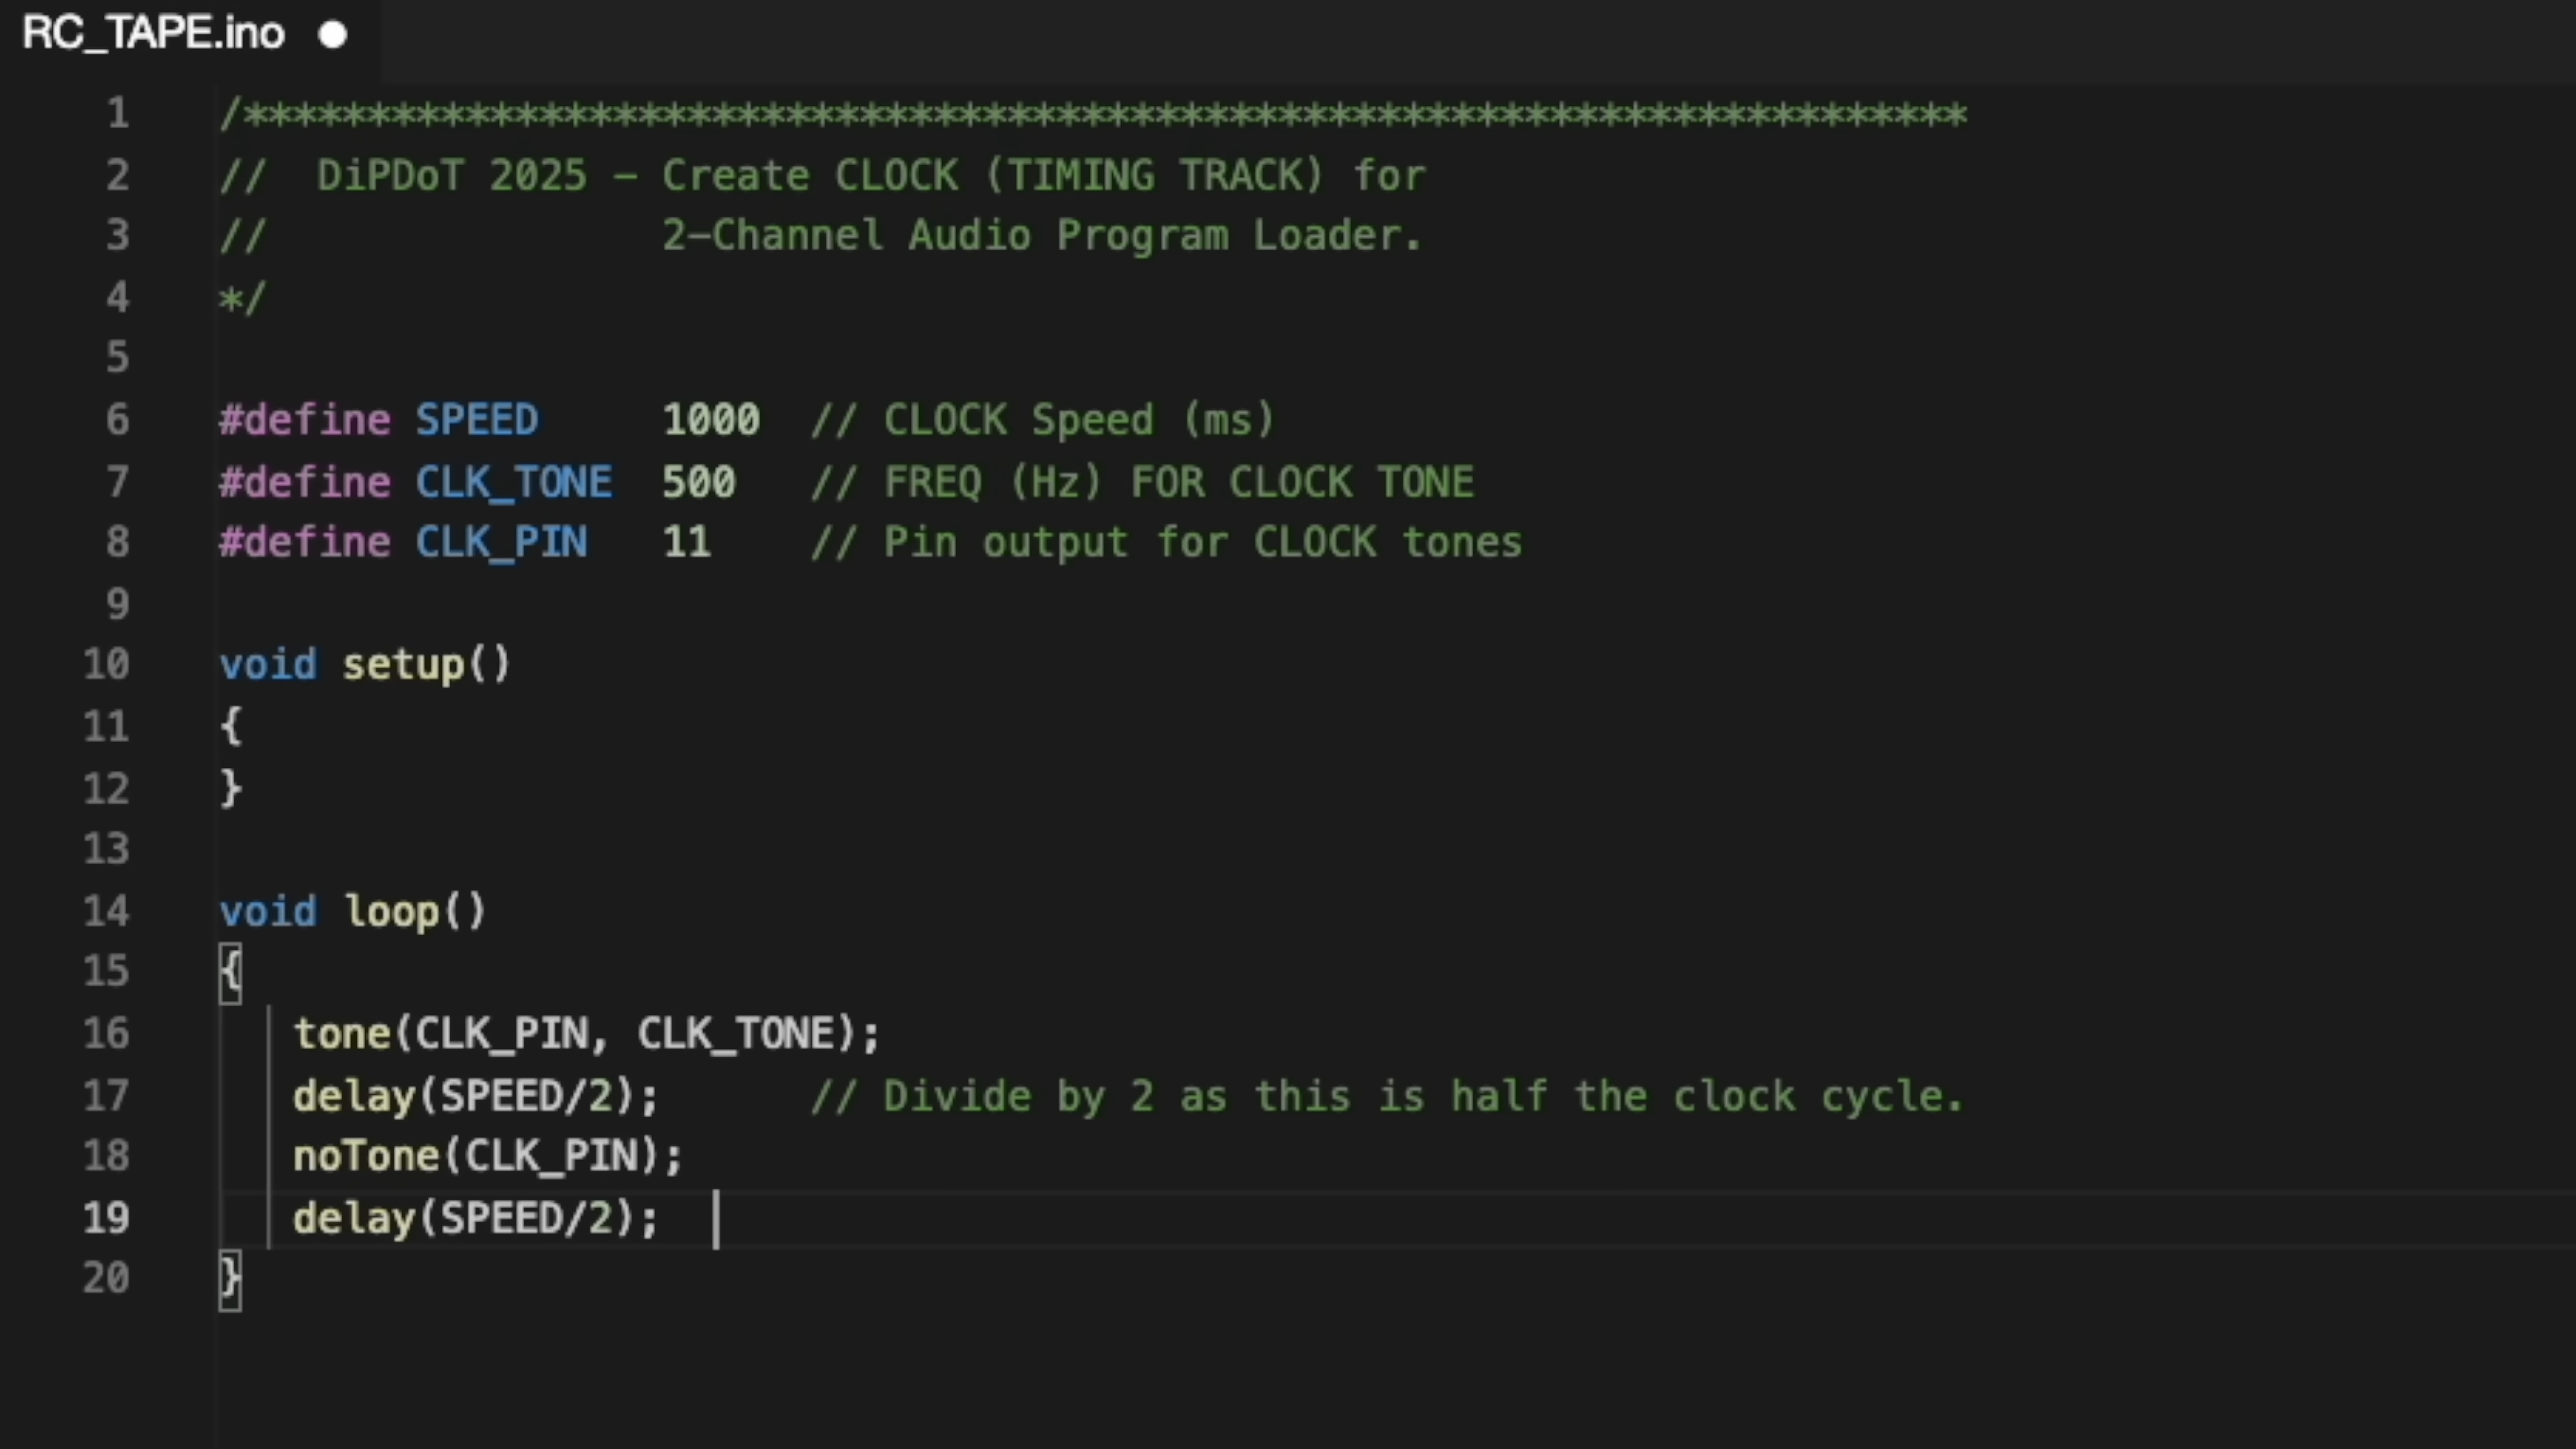 RC_TAPE.ino
1 /**********************************************************************
2 //  DiPDoT 2025 – Create CLOCK (TIMING TRACK) for
3 //                2–Channel Audio Program Loader.
4 */
5
6 #define SPEED     1000  // CLOCK Speed (ms)
7 #define CLK_TONE  500   // FREQ (Hz) FOR CLOCK TONE
8 #define CLK_PIN   11    // Pin output for CLOCK tones
9
10 void setup()
11 {
12 }
13
14 void loop()
15 {
16    tone(CLK_PIN, CLK_TONE);
17    delay(SPEED/2);      // Divide by 2 as this is half the clock cycle.
18    noTone(CLK_PIN);
19    delay(SPEED/2);
20 }